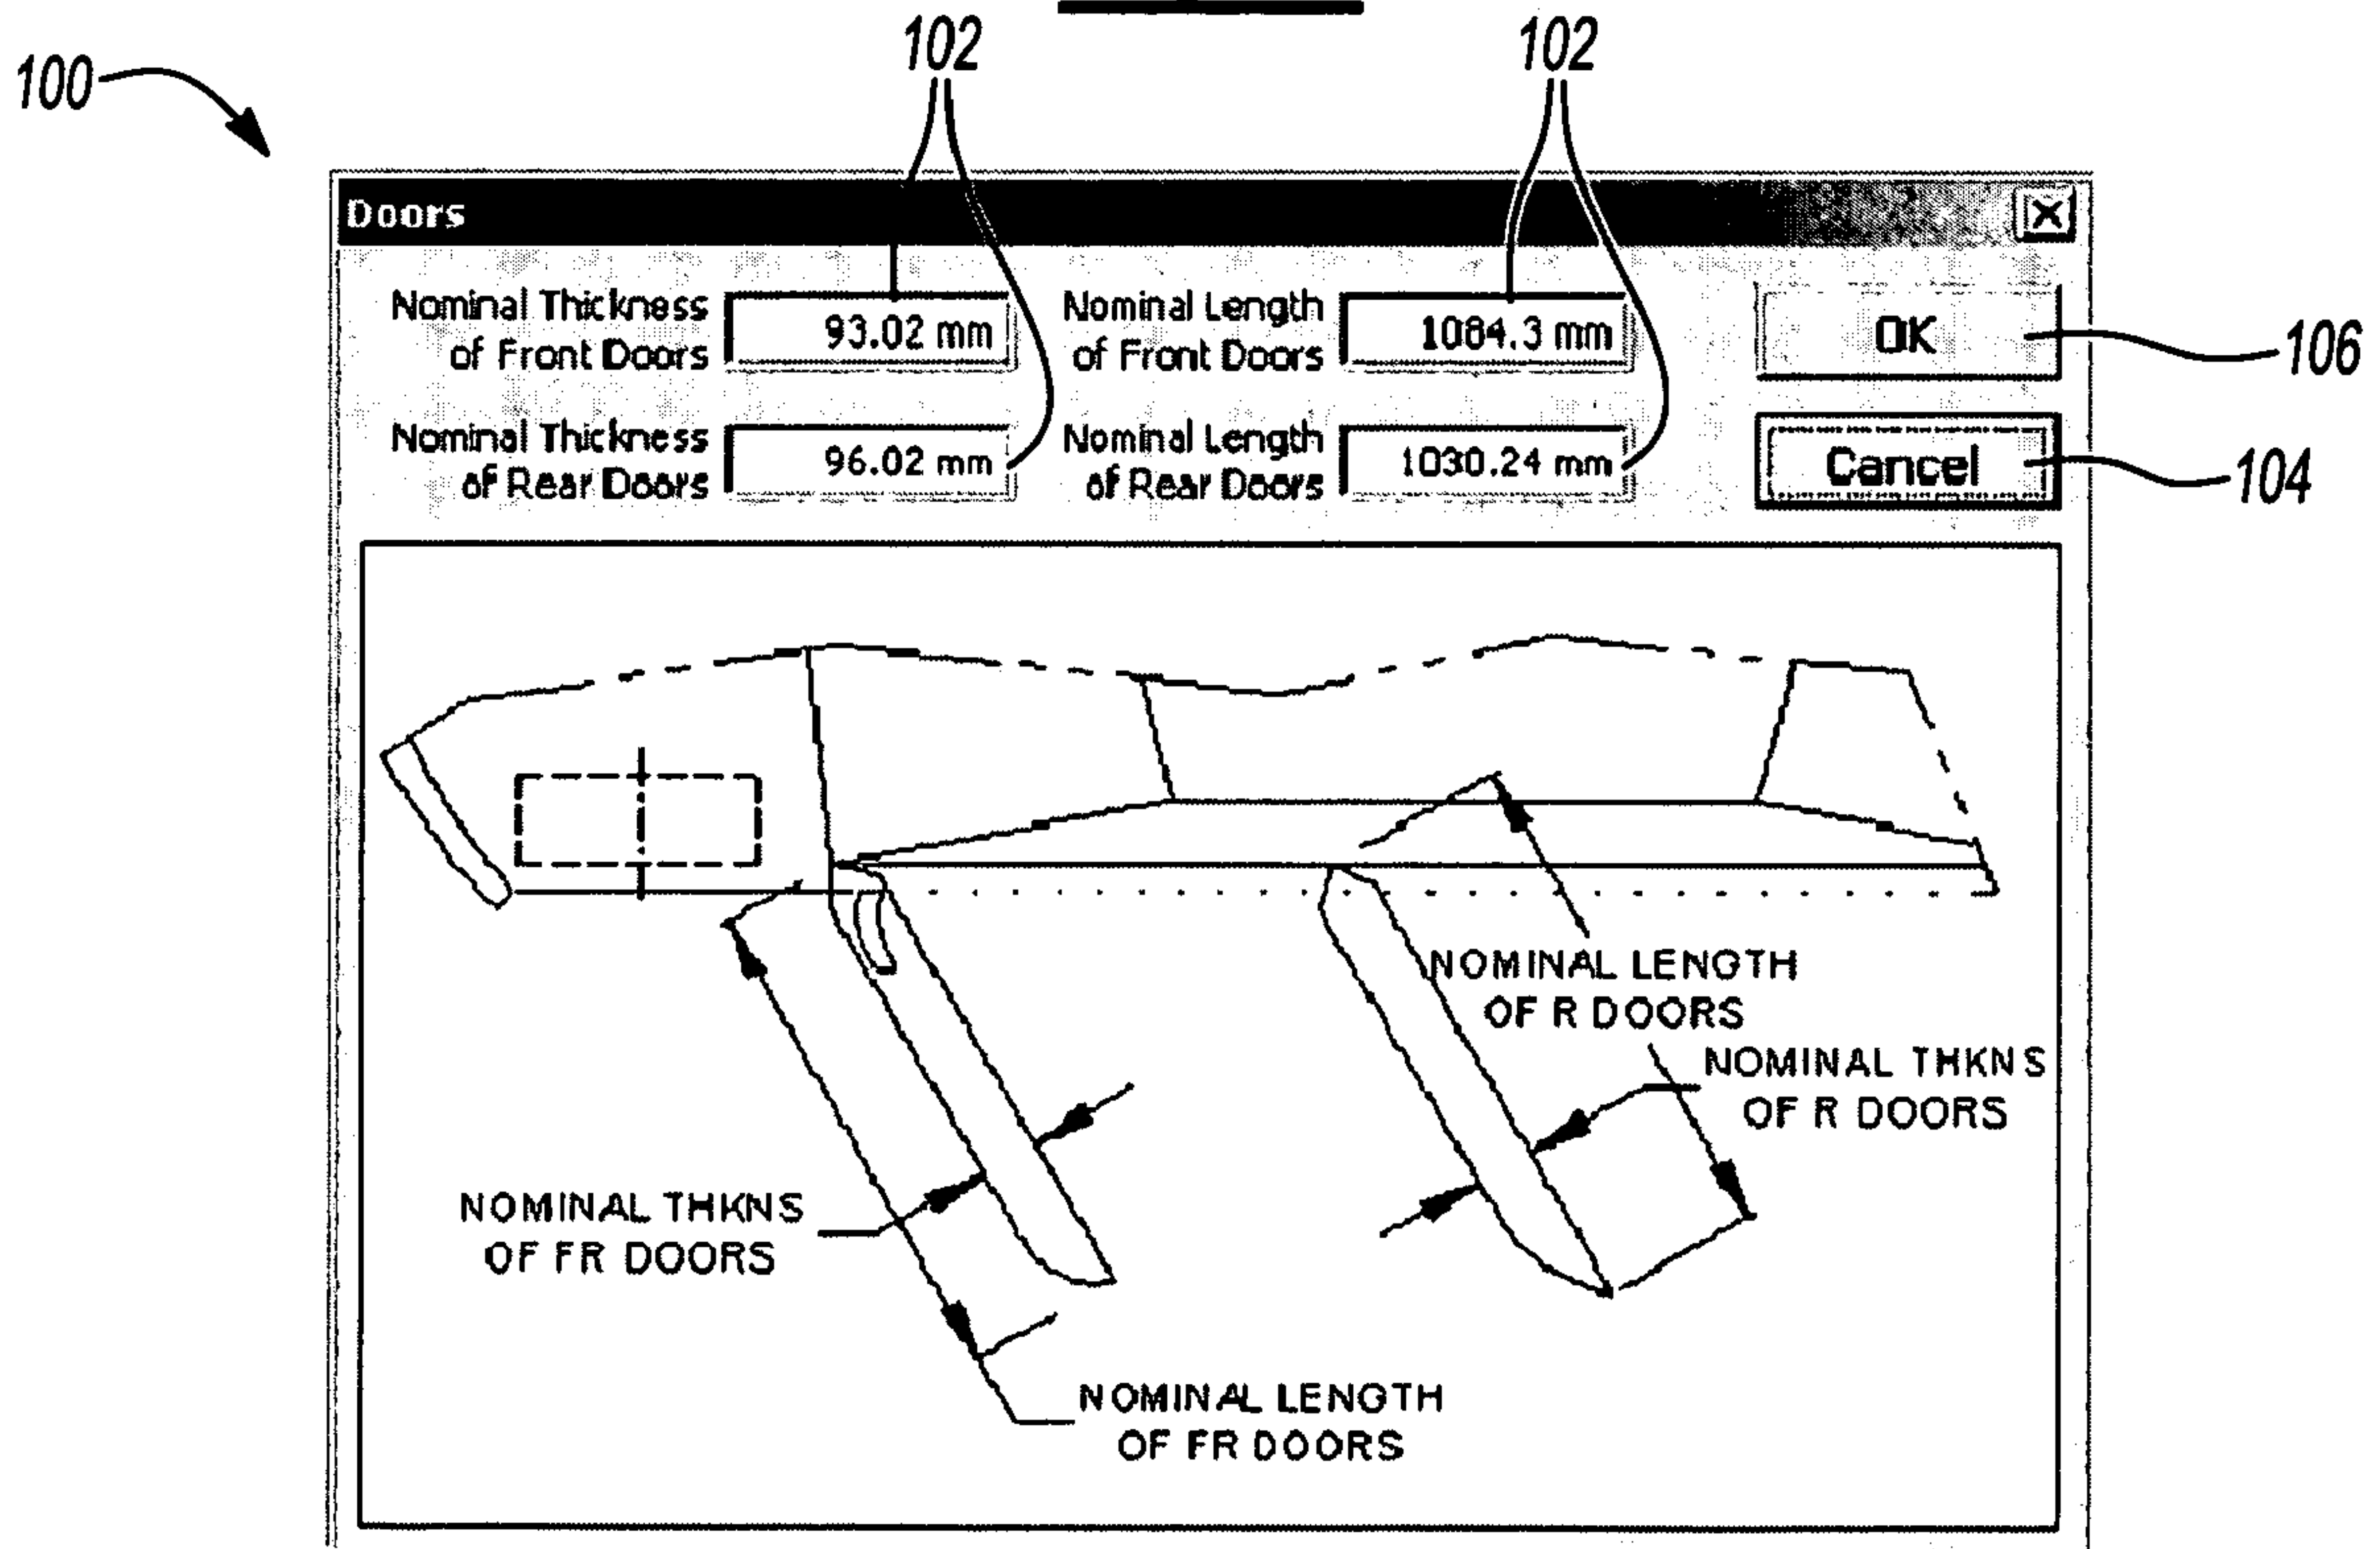 100
102
102
Doors
Nominal Thickness
of Front Doors
93.02 mm
Nominal Length
of Front Doors
1084.3 mm
OK
106
Nominal Thickness
of Rear Doors
96.02 mm
Nominal Length
of Rear Doors
1030.24 mm
Cancel
104
NOMINAL LENGTH
OF R DOORS
NOMINAL THKNS
OF R DOORS
NOMINAL THKNS
OF FR DOORS
NOMINAL LENGTH
OF FR DOORS